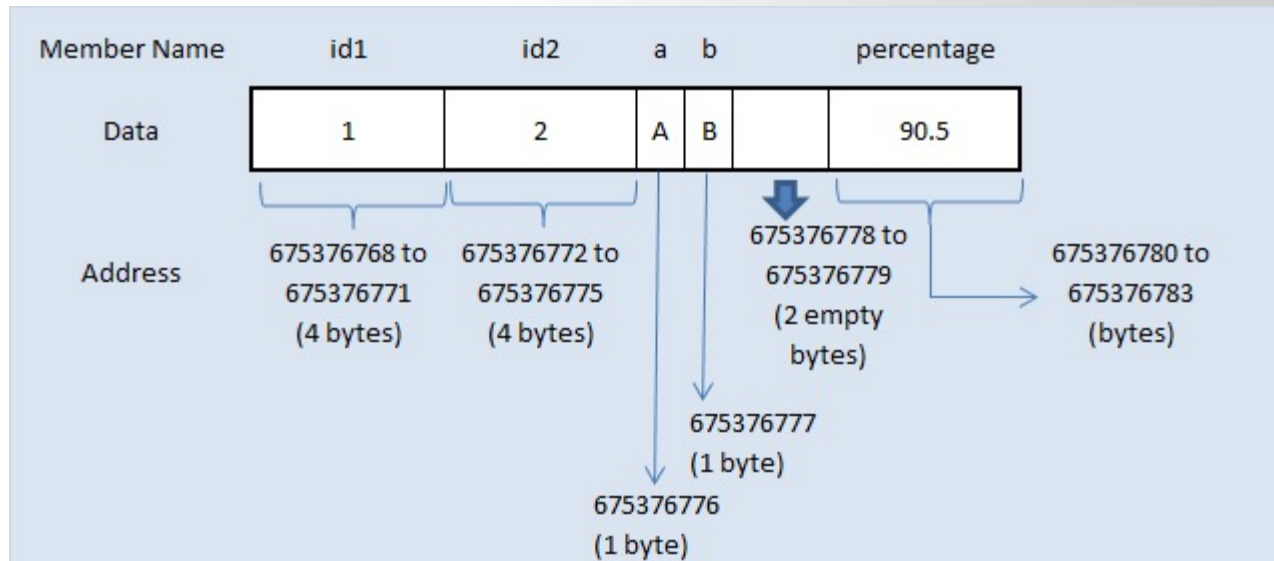 Member Name id1 id2 a b percentage
Data 1 2 A B 90.5
Address
675376768 to
675376771
(4 bytes)
675376772 to
675376775
(4 bytes)
675376778 to
675376779
(2 empty
bytes)
675376780 to
675376783
(bytes)
675376777
(1 byte)
675376776
(1 byte)